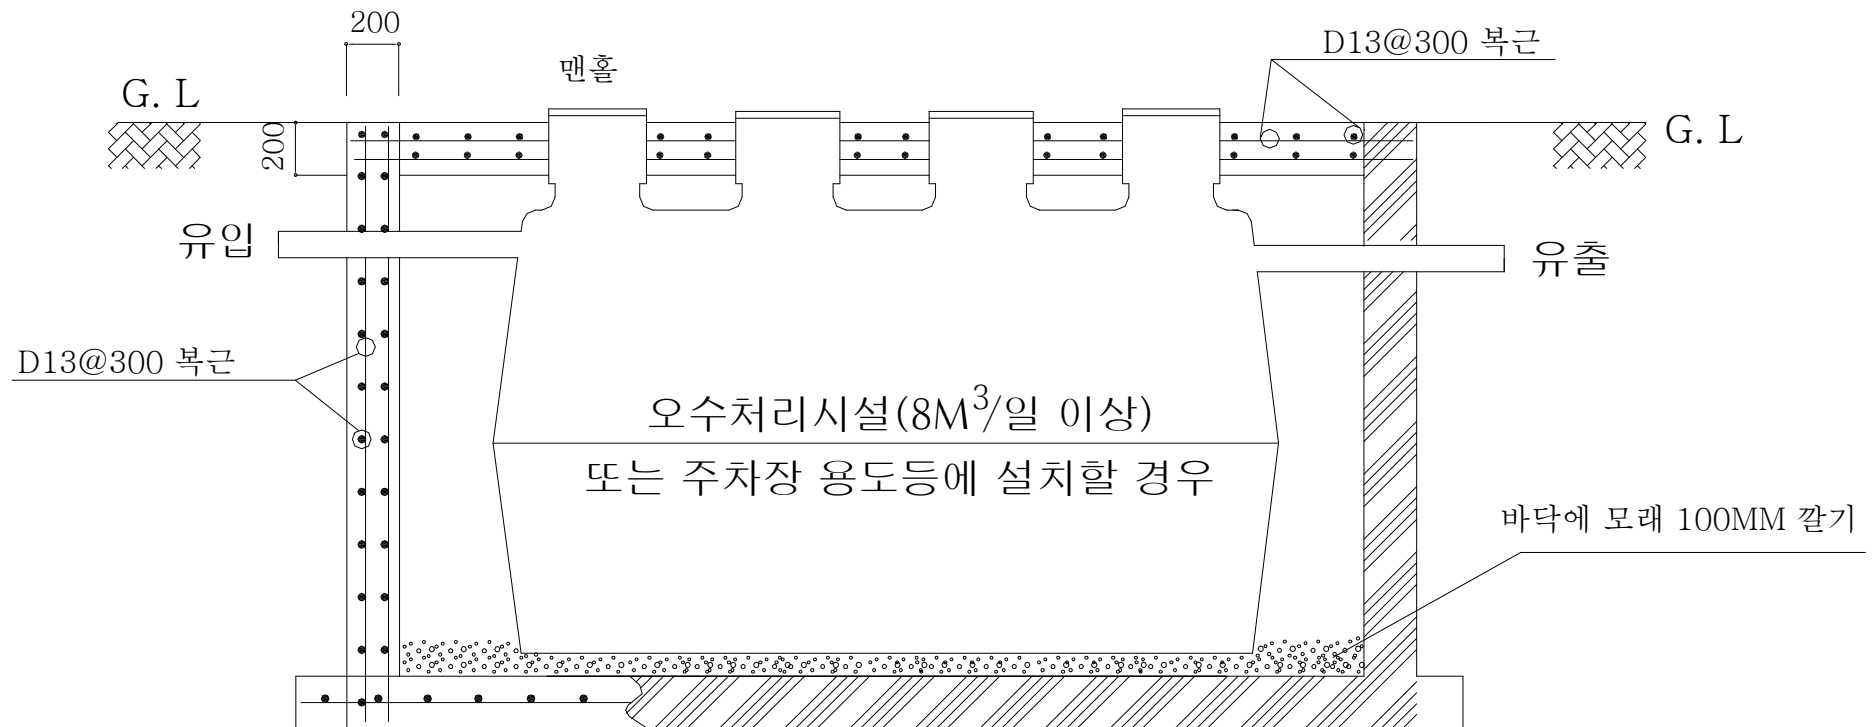 200
D13@300 복근
맨홀
G. L
G. L
200
유입
유출
D13@300 복근
오수처리시설(8M³/일 이상)
또는 주차장 용도등에 설치할 경우
바닥에 모래 100MM 깔기